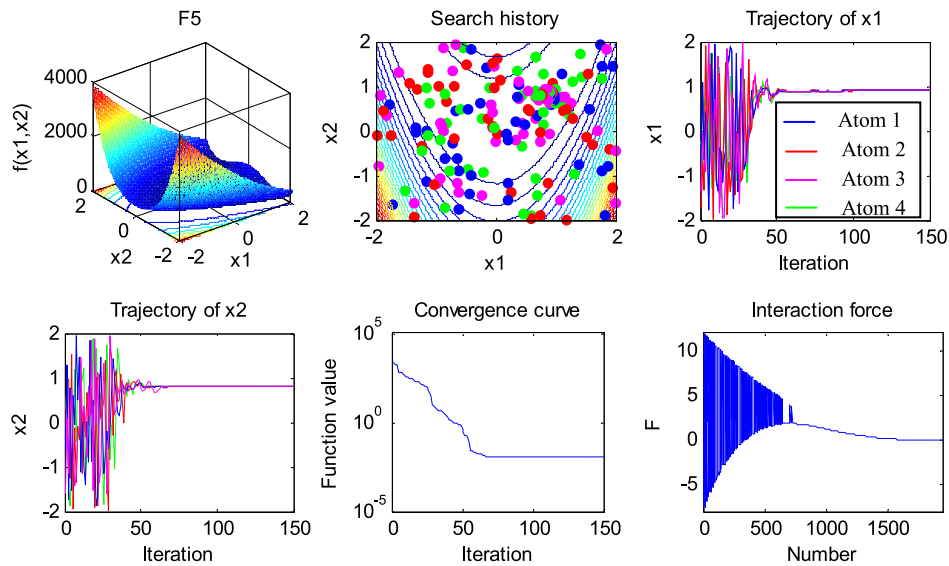 F5
4000
2000
0
f(x1,x2)
2
0
-2
x2
-2
0
2
x1
Search history
2
1
0
-1
-2
x2
-2
0
2
x1
Trajectory of x1
2
1
0
-1
-2
x1
Atom 1
Atom 2
Atom 3
Atom 4
0
50
100
150
Iteration
Trajectory of x2
2
1
0
-1
-2
x2
0
50
100
150
Iteration
Convergence curve
10^5
10^0
10^-5
Function value
0
50
100
150
Iteration
Interaction force
10
5
0
-5
F
0
500
1000
1500
Number